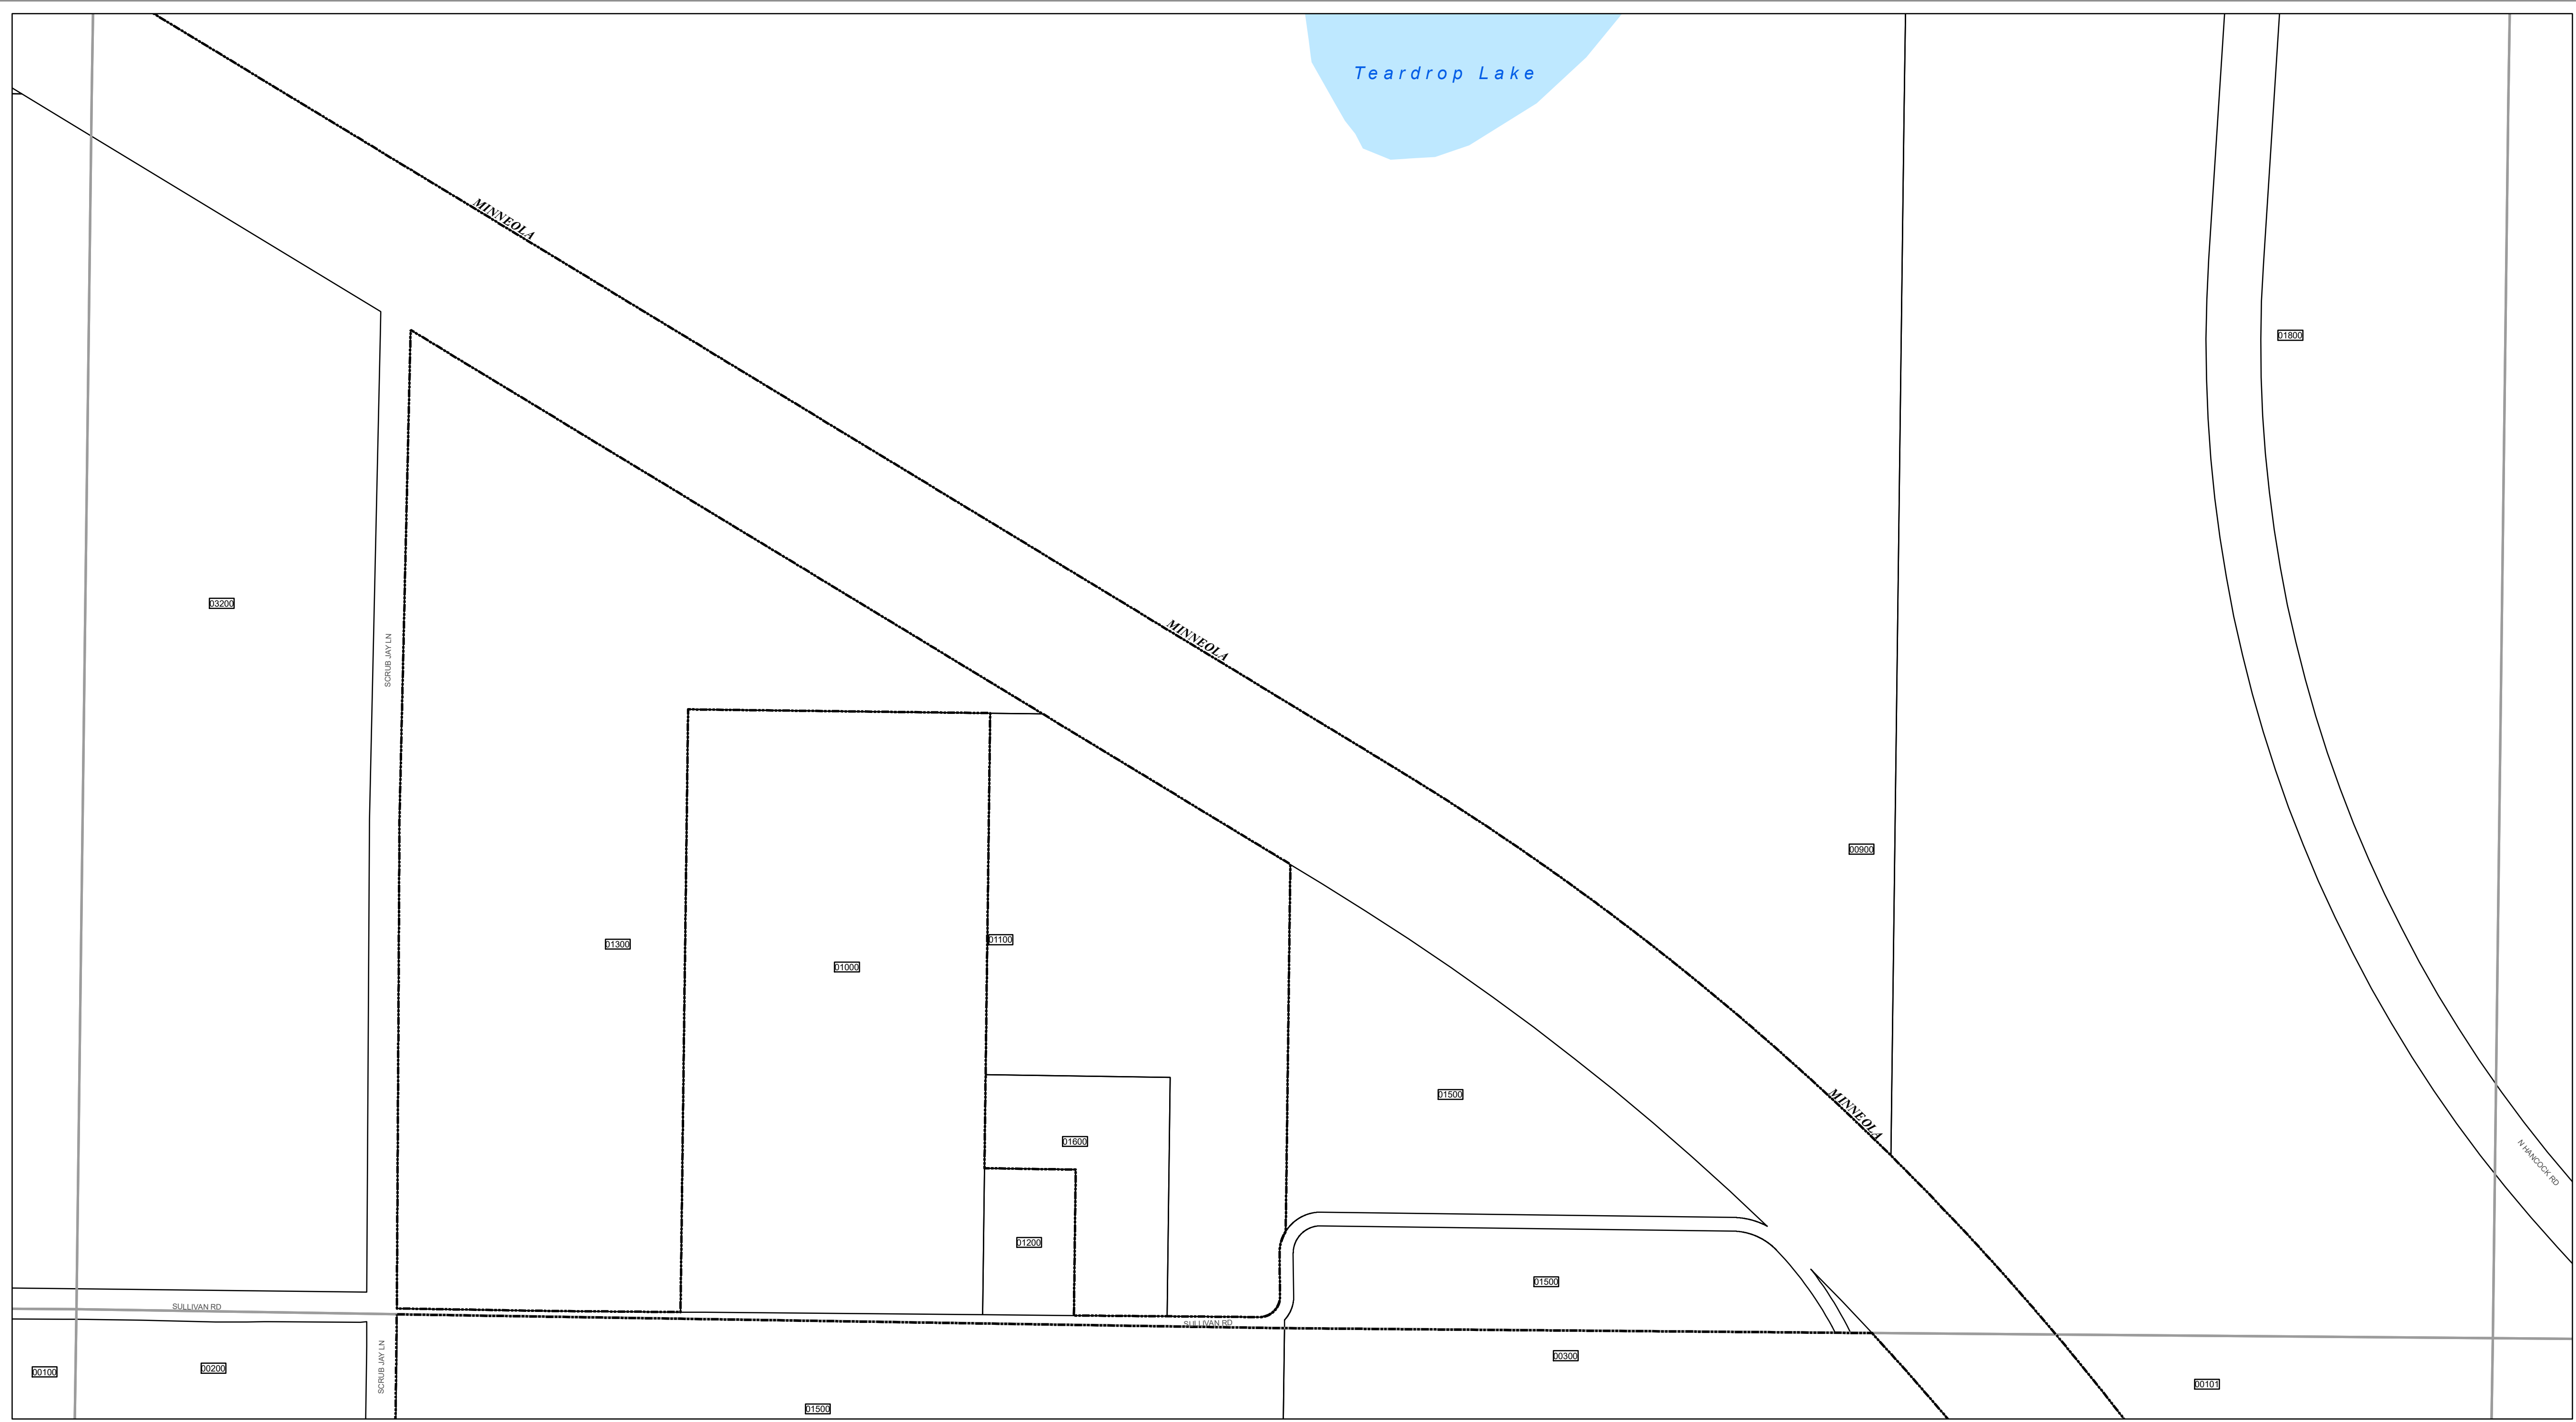 Teardrop Lake
MINNEOLA
01800
03200
SCRUB JAY LN
MINNEOLA
00900
01100
01300
01000
01500
MINNEOLA
01600
N HANCOCK RD
01200
01500
SULLIVAN RD
SULLIVAN RD
00300
SCRUB JAY LN
00200
00100
00101
01500